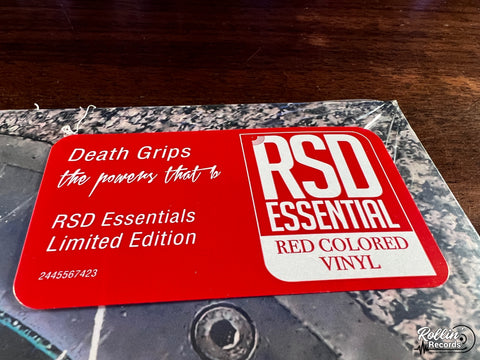 Death Grips
the powers that b
RSD Essentials
Limited Edition
2445567423
RSD
ESSENTIAL
RED COLORED
VINYL
Rollin'
Records